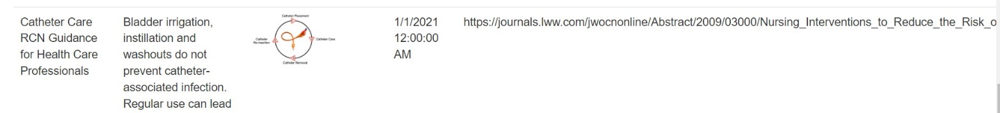 Catheter Care
RCN Guidance
for Health Care
Professionals
Bladder irrigation,
instillation and
washouts do not
prevent catheter-
associated infection.
Regular use can lead
Catheter Placement
Catheter Care
Catheter Removal
Catheter
Re-insertion
1/1/2021
12:00:00
AM
https://journals.lww.com/jwocnonline/Abstract/2009/03000/Nursing_Interventions_to_Reduce_the_Risk_o